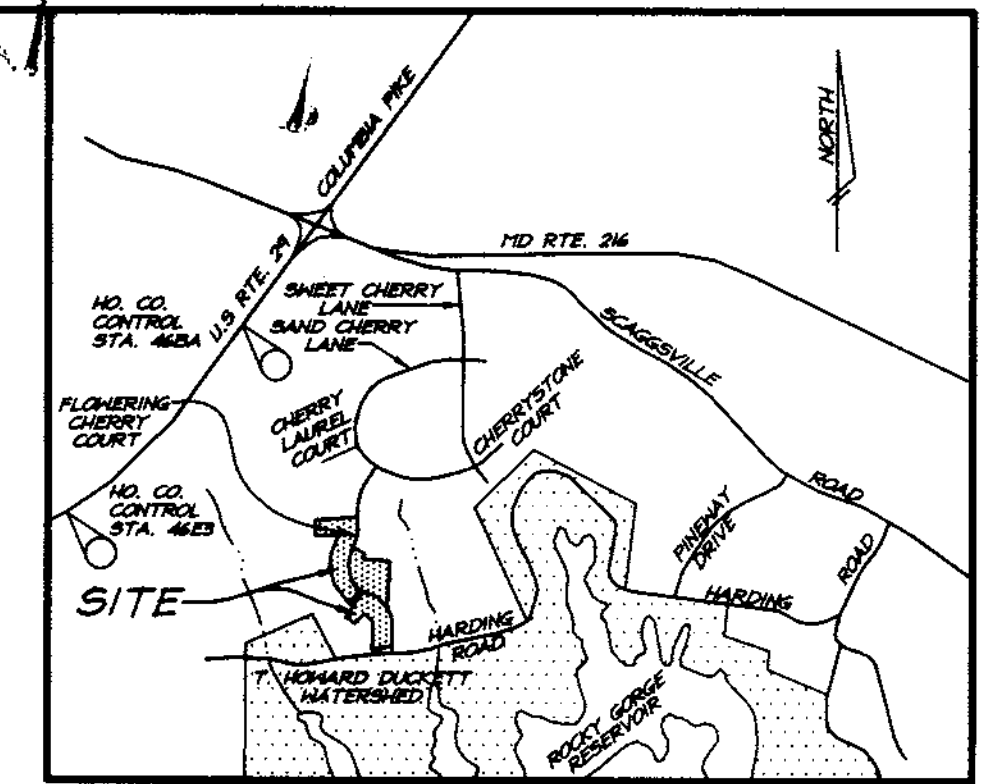 COLUMBIA PIKE
NORTH
U.S RTE. 29
MD RTE. 216
HO. CO.
CONTROL
STA. 46BA
SWEET CHERRY
LANE
SAND CHERRY
LANE
SCAGGSVILLE
ROAD
FLOWERING
CHERRY
COURT
CHERRY
LAUREL
COURT
CHERRYSTONE
COURT
HO. CO.
CONTROL
STA. 46E3
PINEWAY
DRIVE
ROAD
HARDING
SITE
HARDING
ROAD
T. HOWARD DUCKETT
WATERSHED
ROCKY GORGE
RESERVOIR